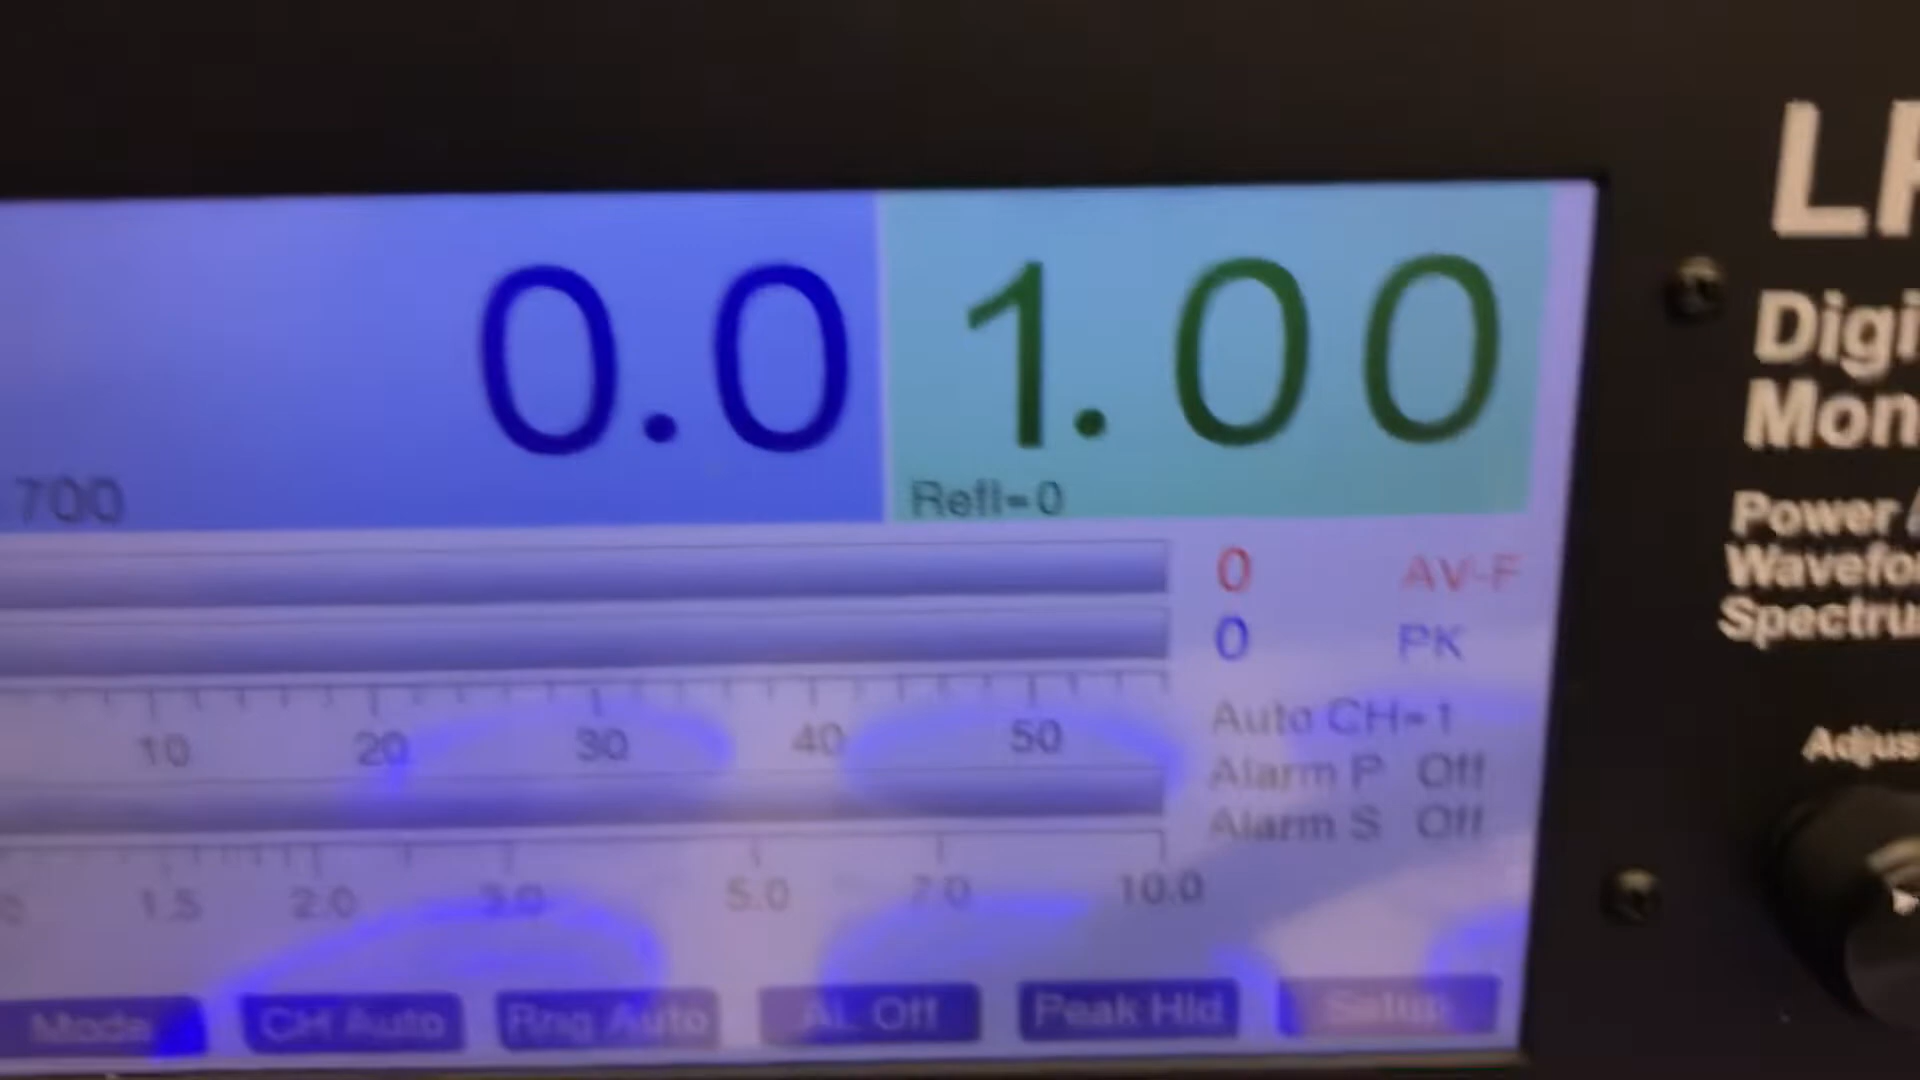 0.0 1.00
700 Refl=0
0 AV-F
0 PK
10 20 30 40 50
Auto CH=1
Alarm P Off
Alarm S Off
1.5 2.0 3.0 5.0 7.0 10.0
Mode CH Auto Rng Auto AL Off Peak Hld Setup
L
Digi
Mon
Power
Wavefo
Spectru
Adjus